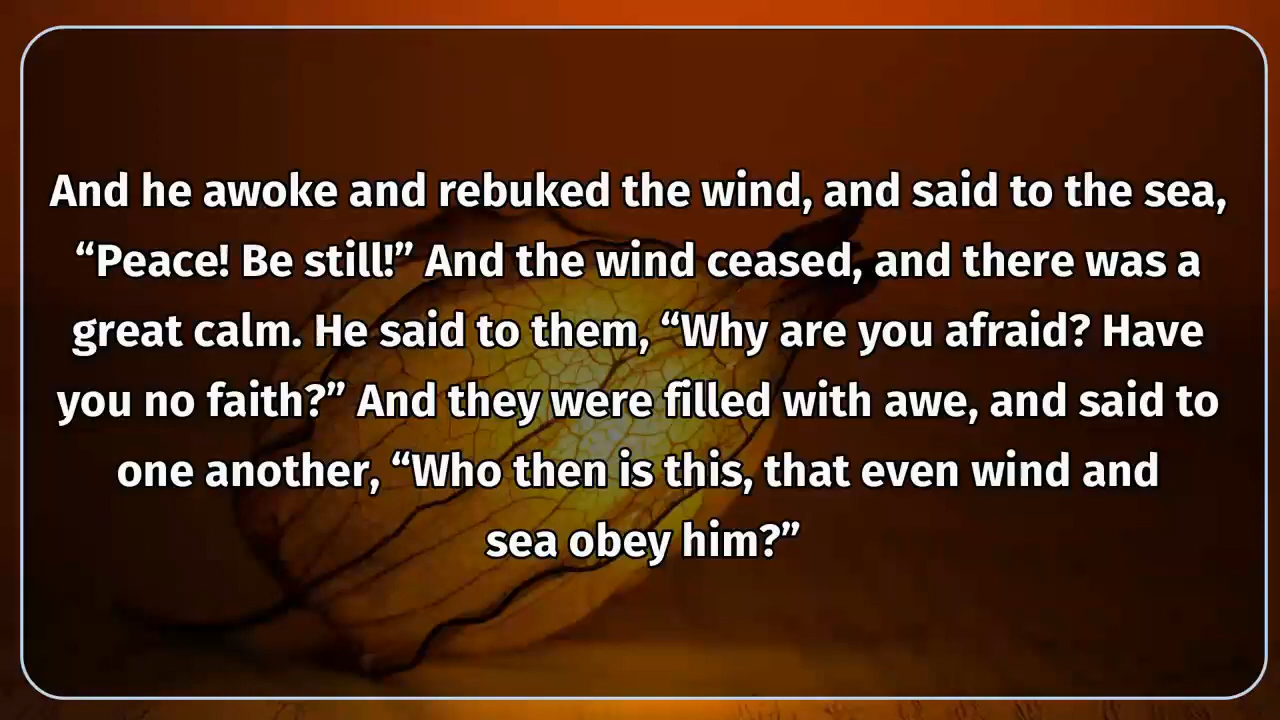 And he awoke and rebuked the wind, and said to the sea,
“Peace! Be still!” And the wind ceased, and there was a
great calm. He said to them, “Why are you afraid? Have
you no faith?” And they were filled with awe, and said to
one another, “Who then is this, that even wind and
sea obey him?”